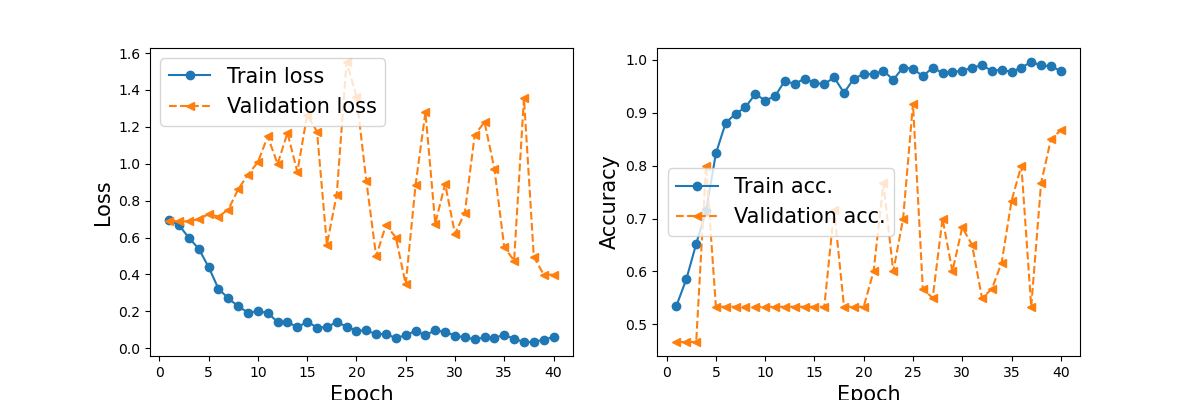 1.6
1.4
1.2
1.0
0.8
0.6
0.4
0.2
0.0
Loss
Train loss
Validation loss
0 5 10 15 20 25 30 35 40
Epoch
1.0
0.9
0.8
0.7
0.6
0.5
Accuracy
Train acc.
Validation acc.
0 5 10 15 20 25 30 35 40
Epoch